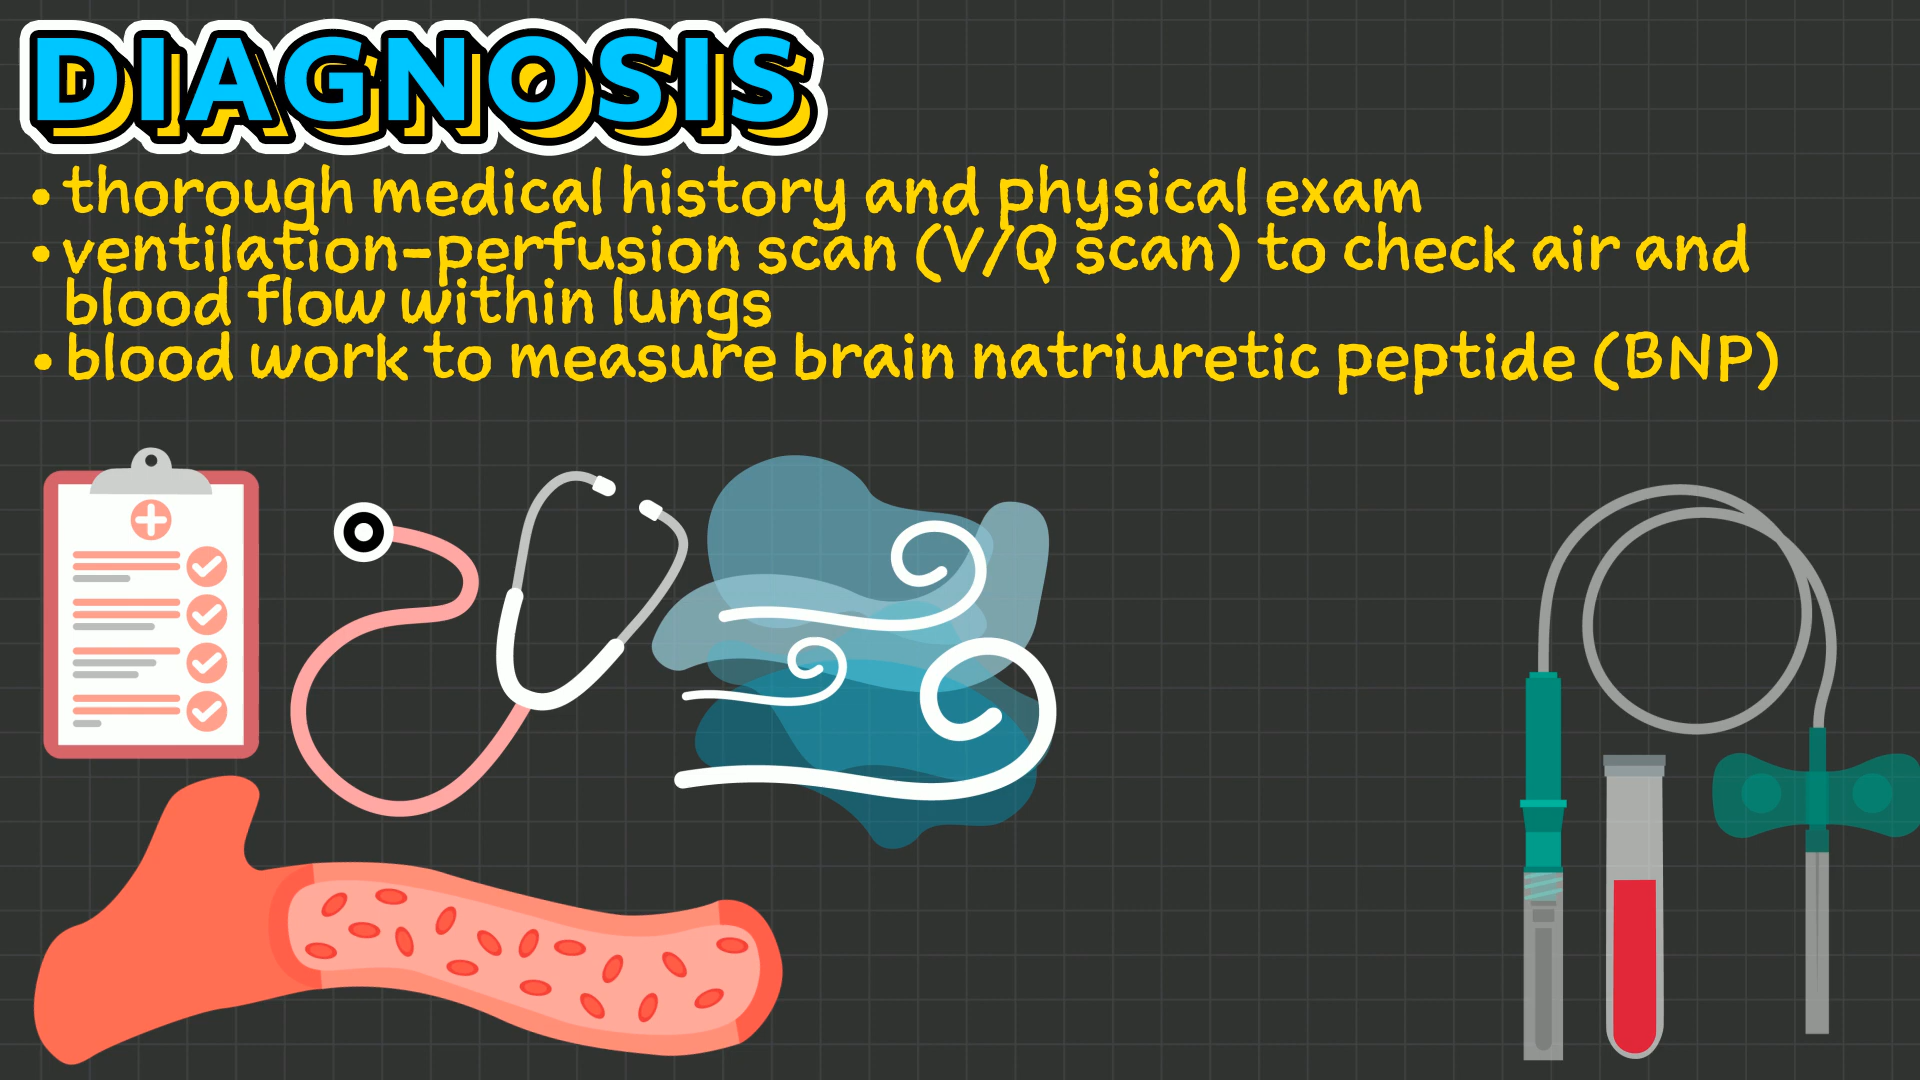 DIAGNOSIS
• thorough medical history and physical exam
• ventilation-perfusion scan (V/Q scan) to check air and
blood flow within lungs
• blood work to measure brain natriuretic peptide (BNP)